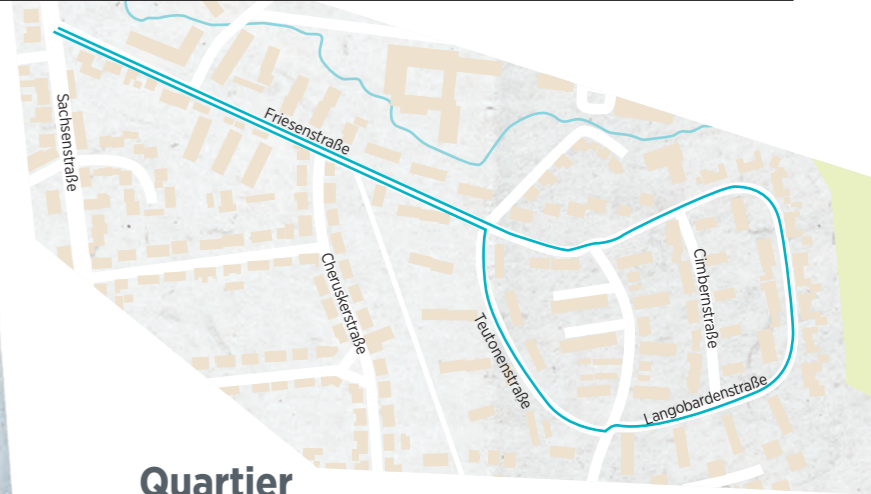 Sachsenstraße
Friesenstraße
Cheruskerstraße
Teutonenstraße
Cimbernstraße
Langobardenstraße
Quartier